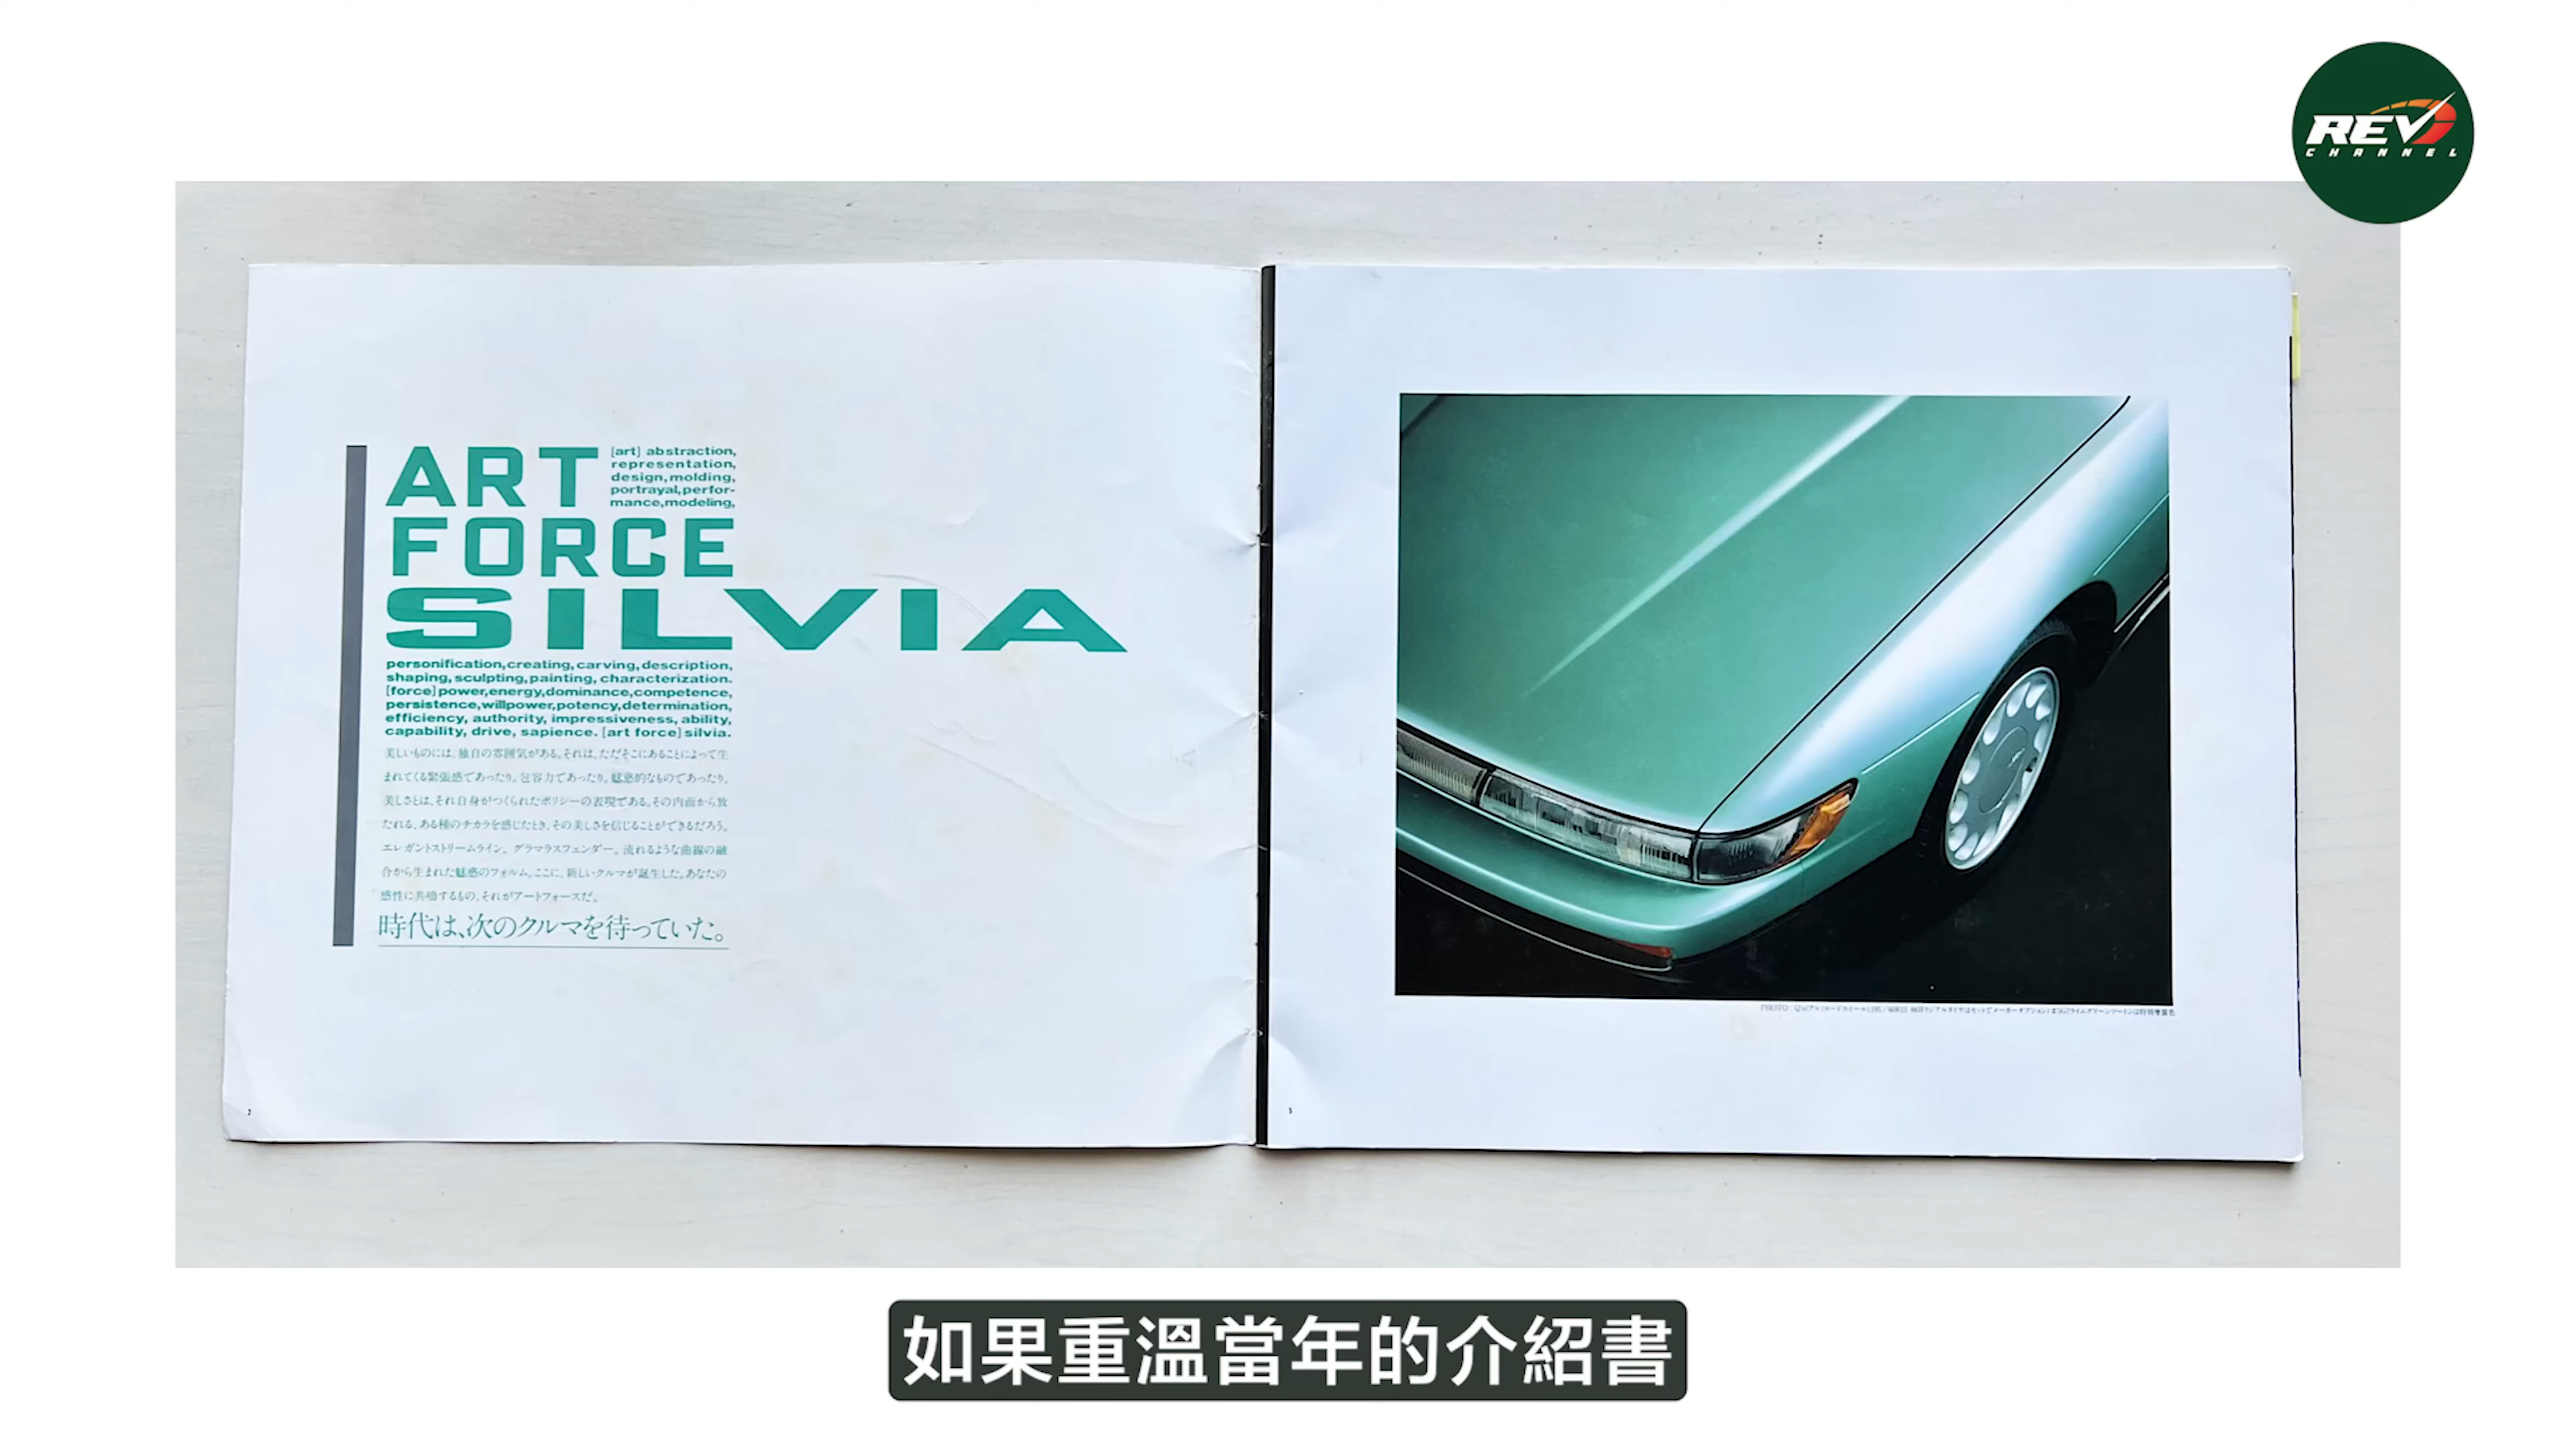 REV
CHANNEL
ART
[art] abstraction,
representation,
design,molding,
portrayal,perfor-
mance,modeling,
FORCE
SILVIA
personification,creating,carving,description,
shaping, sculpting,painting, characterization.
[force]power,energy,dominance,competence,
persistence,willpower,potency,determination,
efficiency, authority, impressiveness, ability,
capability, drive, sapience. [art force] silvia.
美しいものには、独自の雰囲気がある。それは、ただそこにあることによって生
まれてくる緊張感であったり。包容力であったり。魅惑的なものであったり。
美しさとは、それ自身がつくられたポリシーの表現である。その内面から放
たれる、ある種のチカラを感じたとき、その美しさを信じることができるだろう。
エレガントストリームライン。グラマラスフェンダー。流れるような曲線の融
合から生まれた魅惑のフォルム。ここに、新しいクルマが誕生した。あなたの
感性に共鳴するもの、それがアートフォースだ。
時代は、次のクルマを待っていた。
如果重溫當年的介紹書